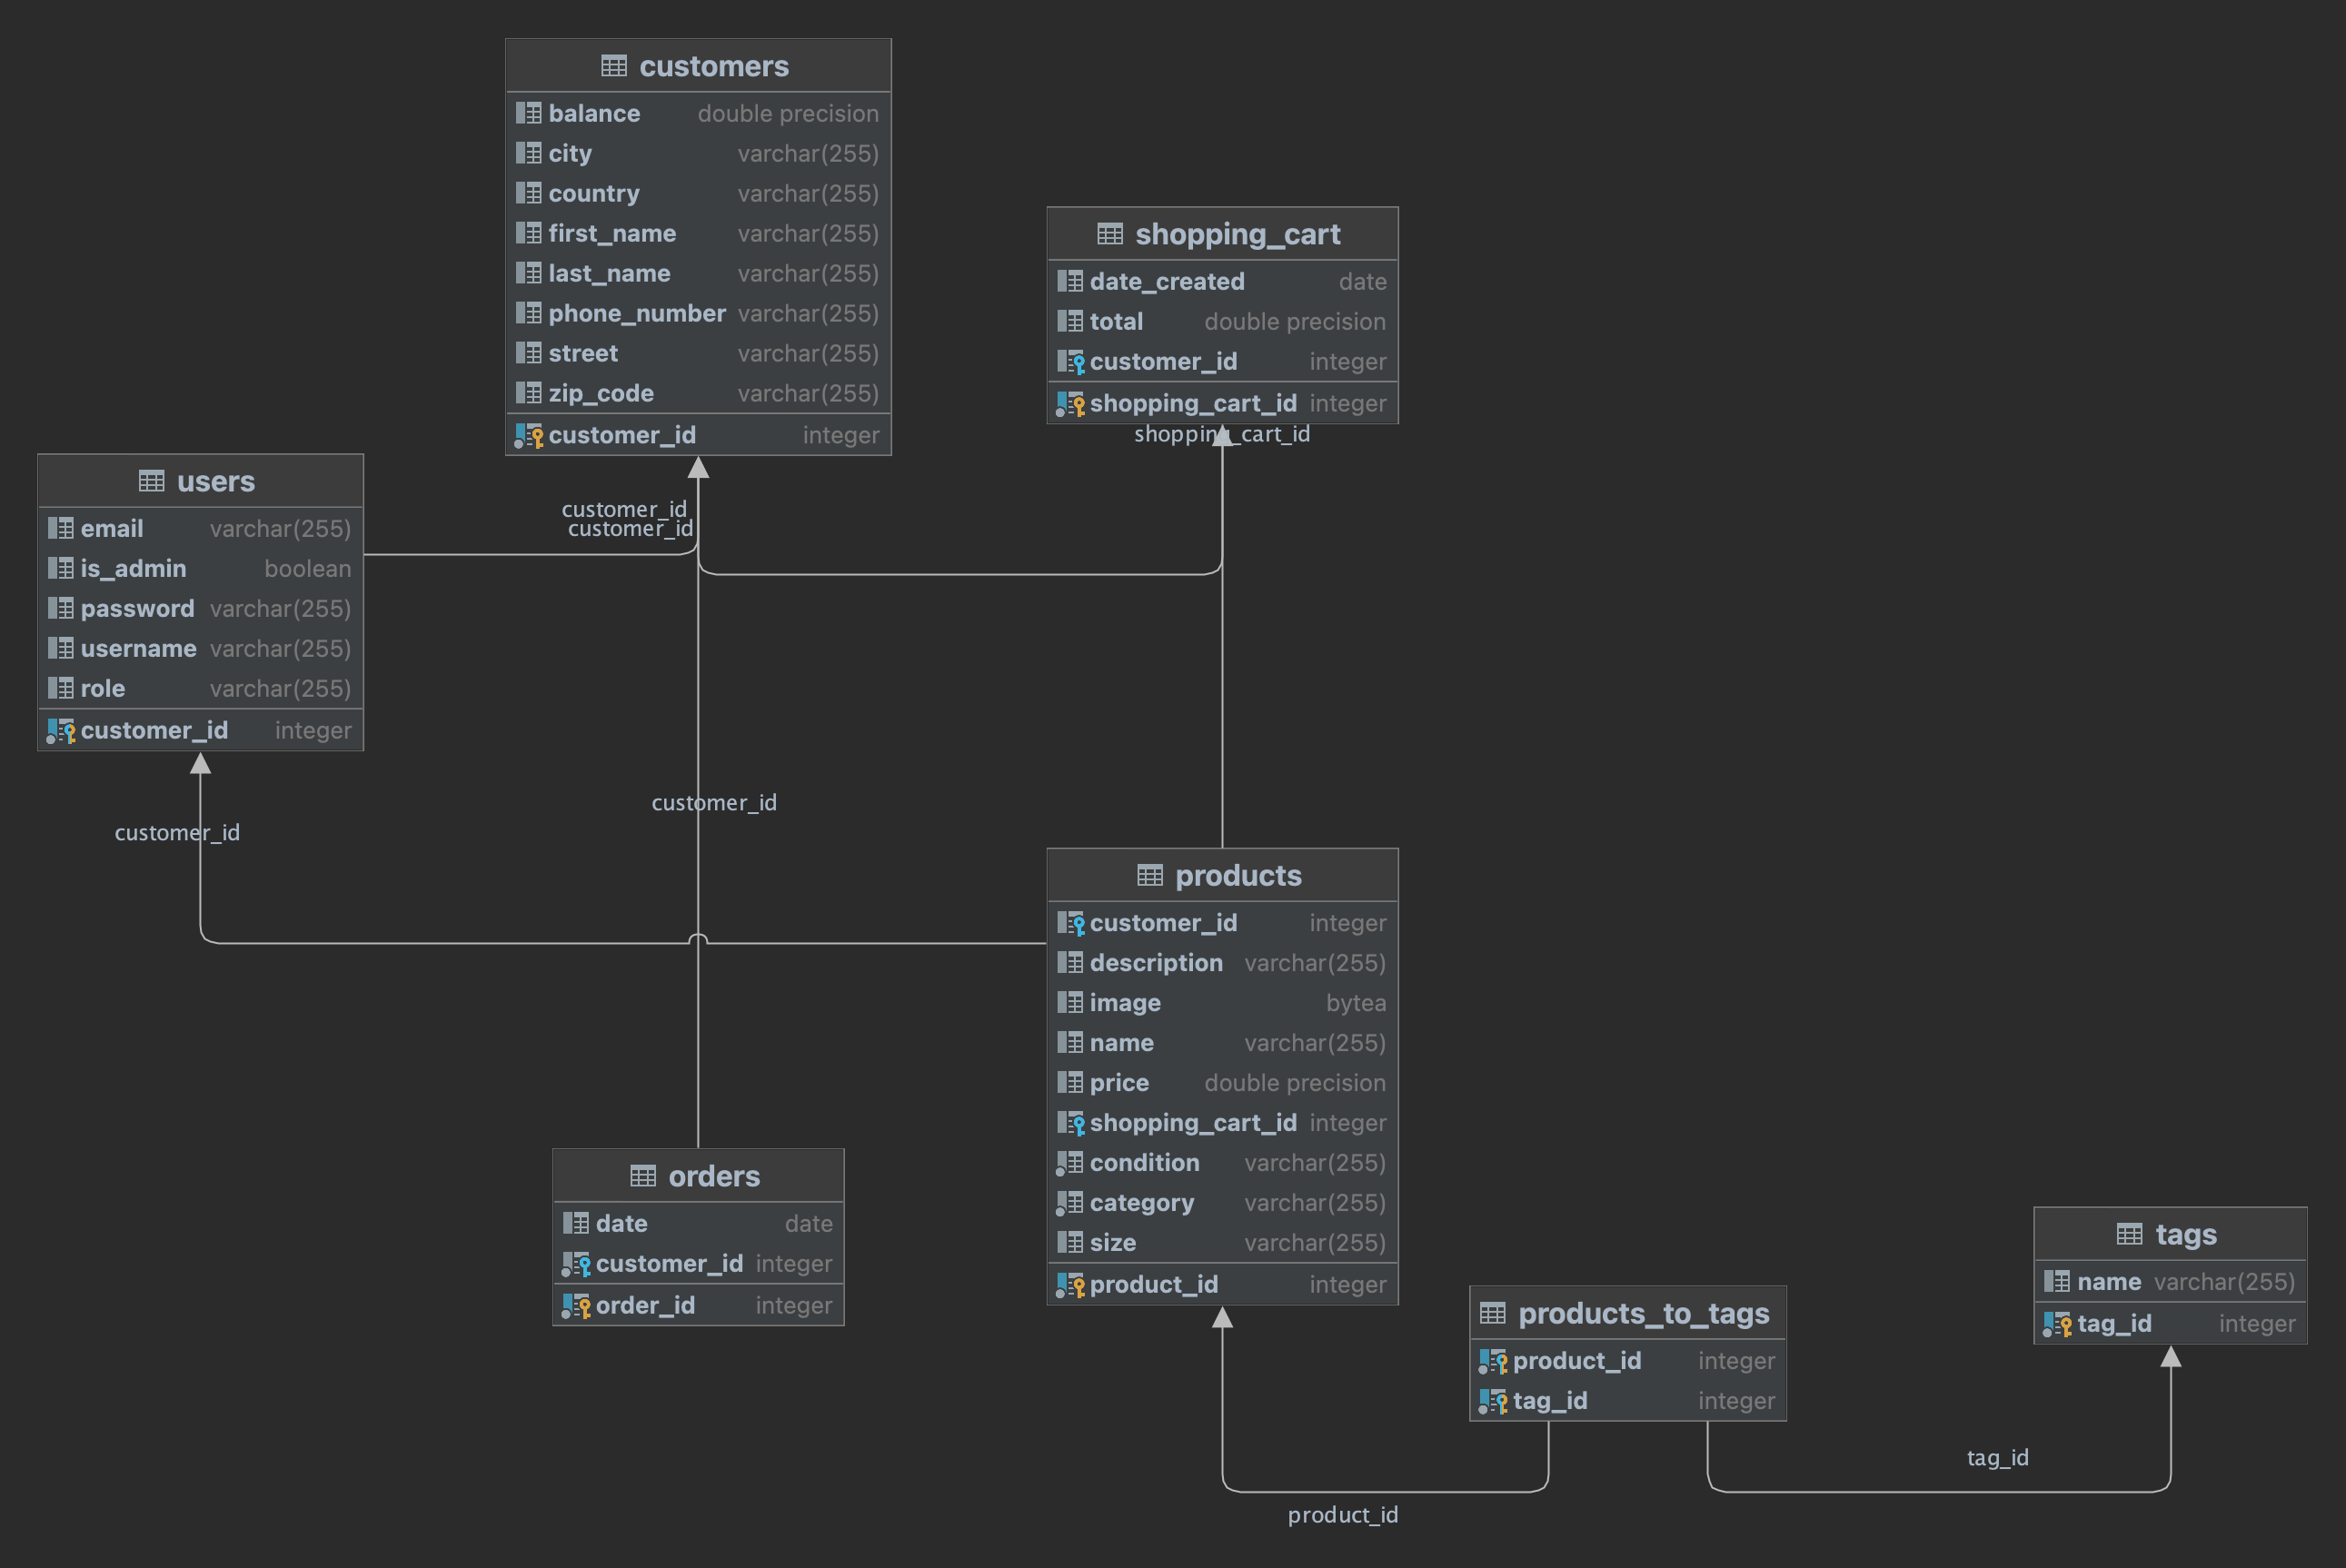 customers
balance double precision
city varchar(255)
country varchar(255)
first_name varchar(255)
last_name varchar(255)
phone_number varchar(255)
street varchar(255)
zip_code varchar(255)
customer_id integer
shopping_cart
date_created date
total double precision
customer_id integer
shopping_cart_id integer
shopping_cart_id
users
email varchar(255)
is_admin boolean
password varchar(255)
username varchar(255)
role varchar(255)
customer_id integer
customer_id
customer_id
customer_id
customer_id
products
customer_id integer
description varchar(255)
image bytea
name varchar(255)
price double precision
shopping_cart_id integer
condition varchar(255)
category varchar(255)
size varchar(255)
product_id integer
orders
date date
customer_id integer
order_id integer
products_to_tags
product_id integer
tag_id integer
tags
name varchar(255)
tag_id integer
tag_id
product_id